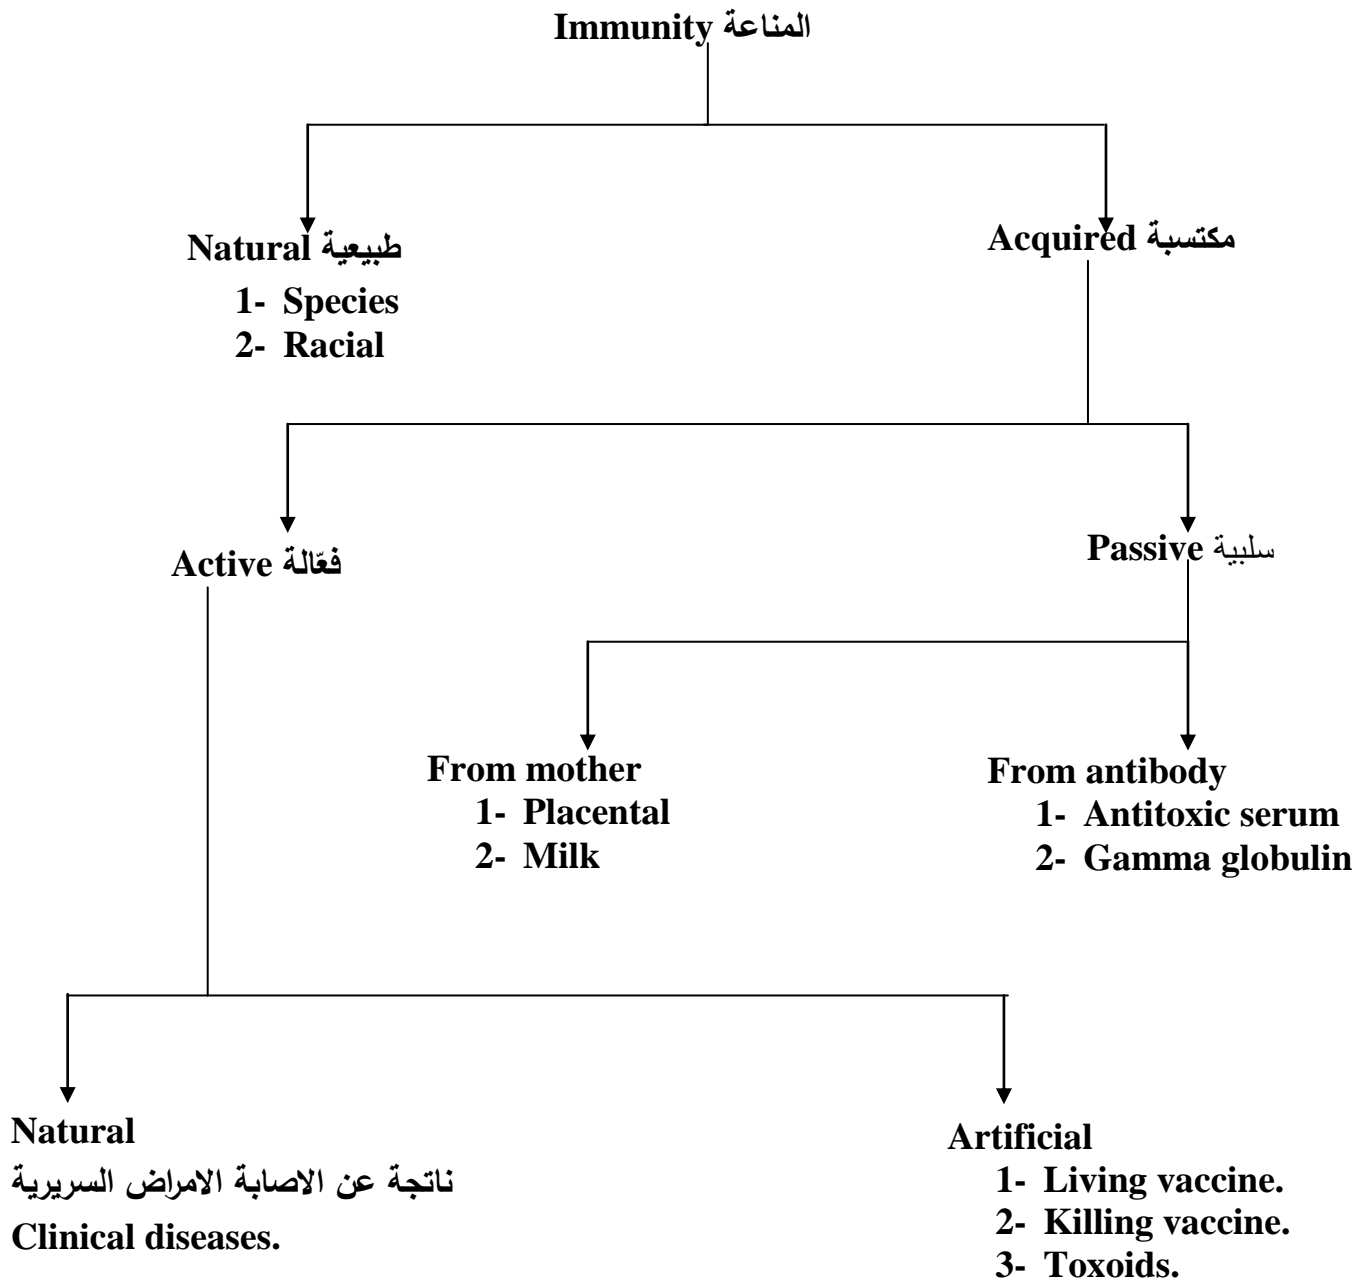 Immunity المناعة
Natural طبيعية
1- Species
2- Racial
Acquired مكتسبة
Active فعّالة
Passive سلبية
From mother
1- Placental
2- Milk
From antibody
1- Antitoxic serum
2- Gamma globulin
Natural
ناتجة عن الاصابة الامراض السريرية
Clinical diseases.
Artificial
1- Living vaccine.
2- Killing vaccine.
3- Toxoids.